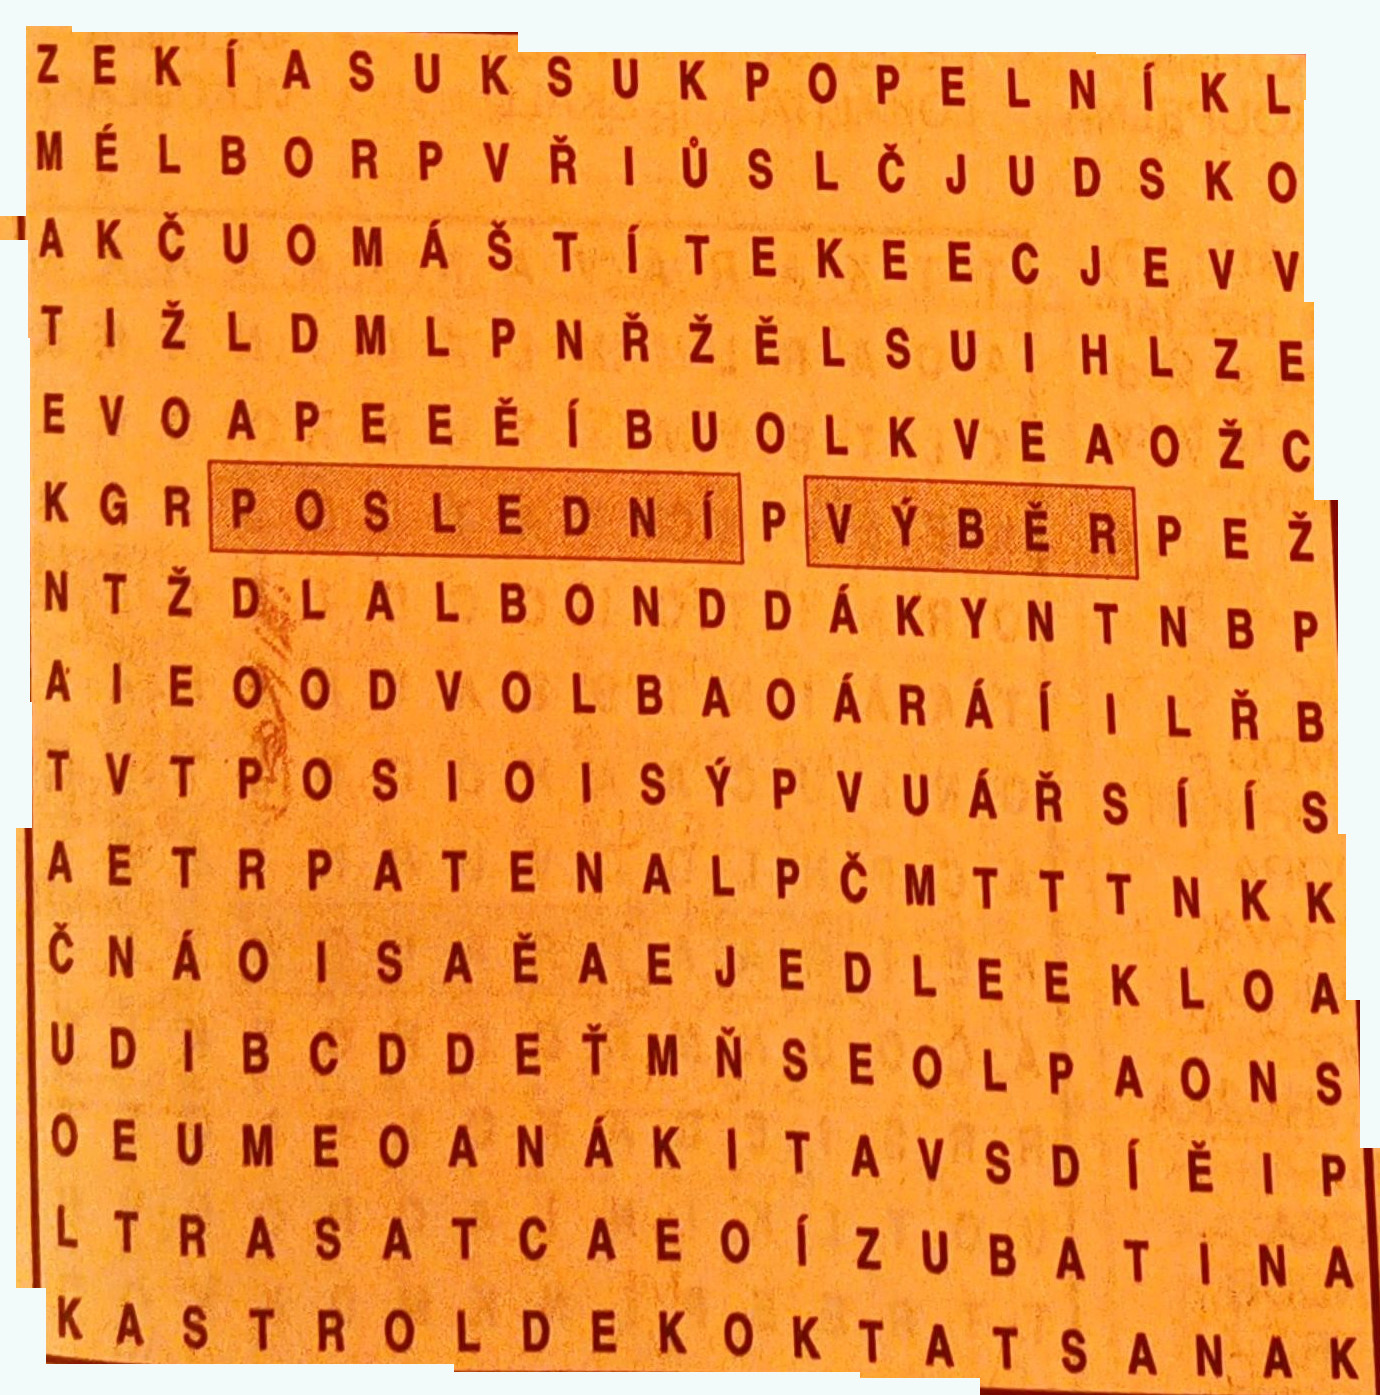 Z E K Í A S U K S U K P O P E L N Í K L
M É L B O R P V Ř I Ů S L Č J U D S K O
A K Č U O M Á Š T Í T E K E E C J E V V
T I Ž L D M L P N Ř Ž Ě L S U I H L Z E
E V O A P E E Ě Í B U O L K V E A O Ž C
K G R P O S L E D N Í P V Ý B Ě R P E Ž
N T Ž D L A L B O N D D Á K Y N T N B P
A I E O O D V O L B A O Á R Á Í I L Ř B
T V T P O S I O I S Ý P V U Á Ř S Í Í S
A E T R P A T E N A L P Č M T T T N K K
Č N Á O I S A Ě A E J E D L E E K L O A
U D I B C D D E Ť M Ň S E O L P A O N S
O E U M E O A N Á K I T A V S D Í Ě I P
L T R A S A T C A E O Í Z U B A T I N A
K A S T R O L D E K O K T A T S A N A K